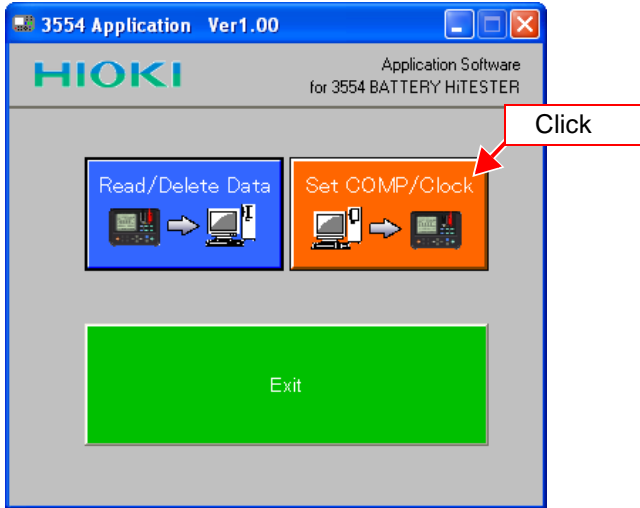 3554 Application Ver1.00
HIOKI
Application Software
for 3554 BATTERY HiTESTER
Click
Read/Delete Data
Set COMP/Clock
Exit